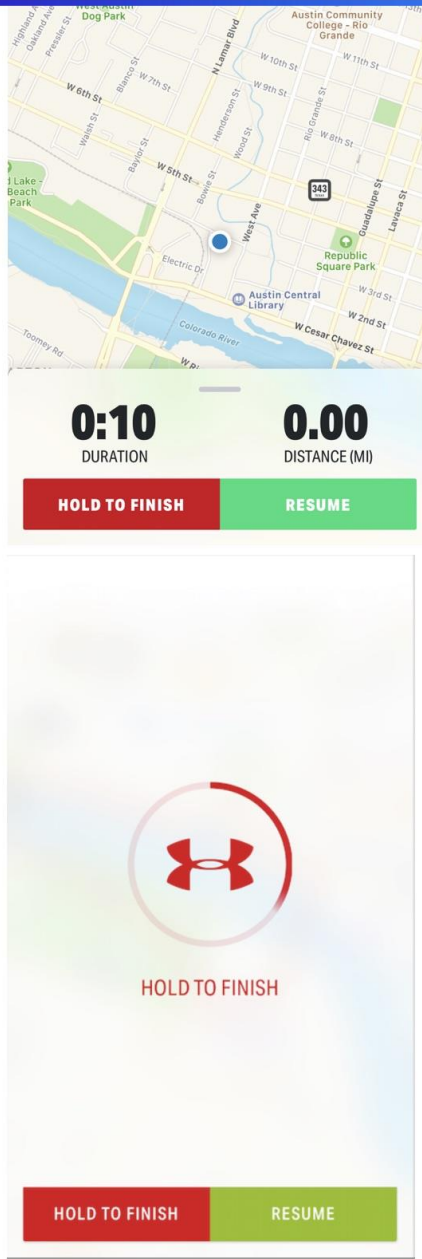 West Austin
Dog Park
Austin Community
College - Rio
Grande
Highland A
Oakland Ave
Pressler St
N Lamar Blvd
W 10th St
W 11th St
Blanco St
W 7th St
W 9th St
W 6th St
Henderson St
Rio Grande St
Walsh St
Wood St
W 8th St
Baylor St
W 5th St
Bowie St
343
Guadalupe St
Lavaca St
d Lake -
Beach
Park
West Ave
Electric Dr
Republic
Square Park
W 3rd St
Austin Central
Library
W 2nd St
Colorado River
W Cesar Chavez St
Toomey Rd
0:10
0.00
DURATION
DISTANCE (MI)
HOLD TO FINISH
RESUME
HOLD TO FINISH
HOLD TO FINISH
RESUME